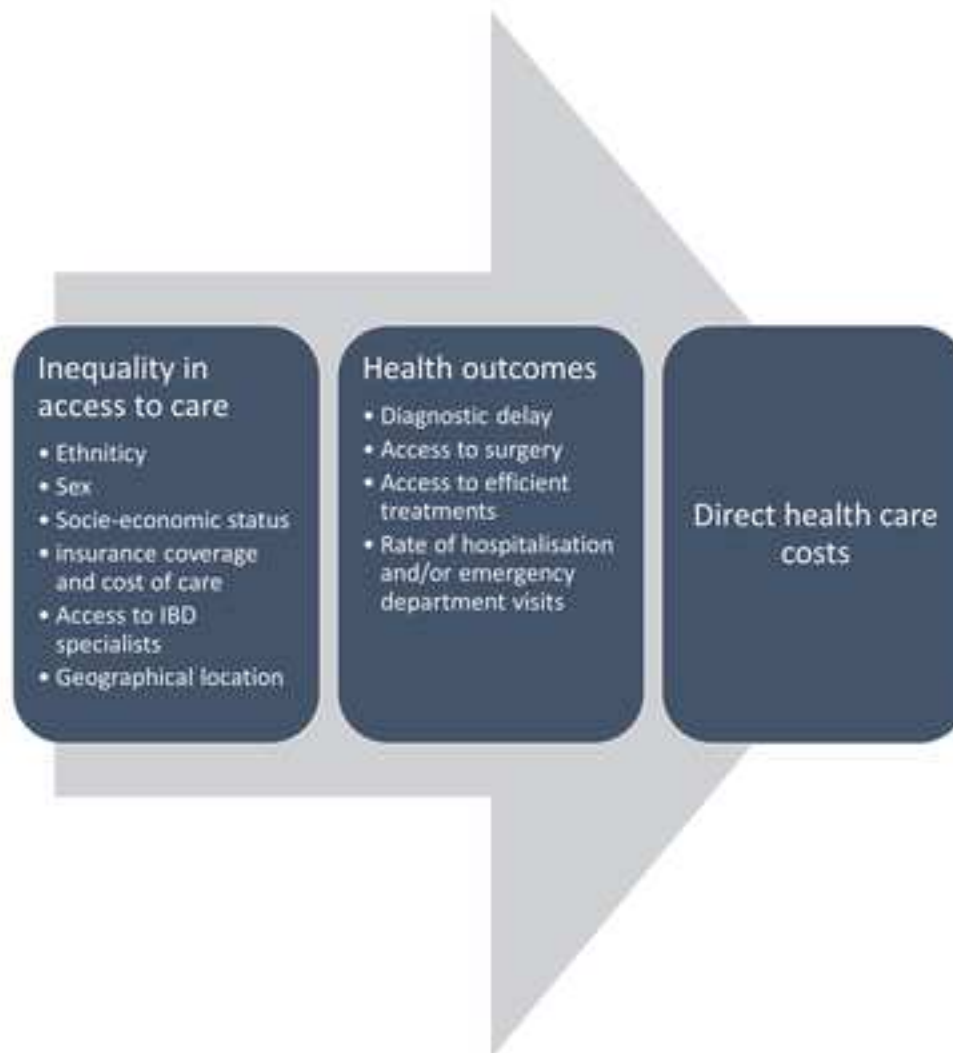 Inequality in
access to care
• Ethniticy
• Sex
• Socie-economic status
• insurance coverage
and cost of care
• Access to IBD
specialists
• Geographical location
Health outcomes
• Diagnostic delay
• Access to surgery
• Access to efficient
treatments
• Rate of hospitalisation
and/or emergency
department visits
Direct health care
costs